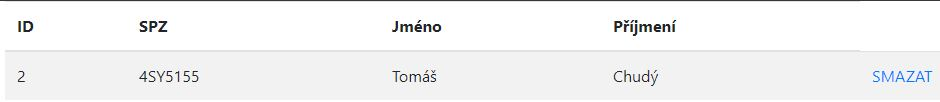 ID SPZ Jméno Příjmení
2 4SY5155 Tomáš Chudý SMAZAT